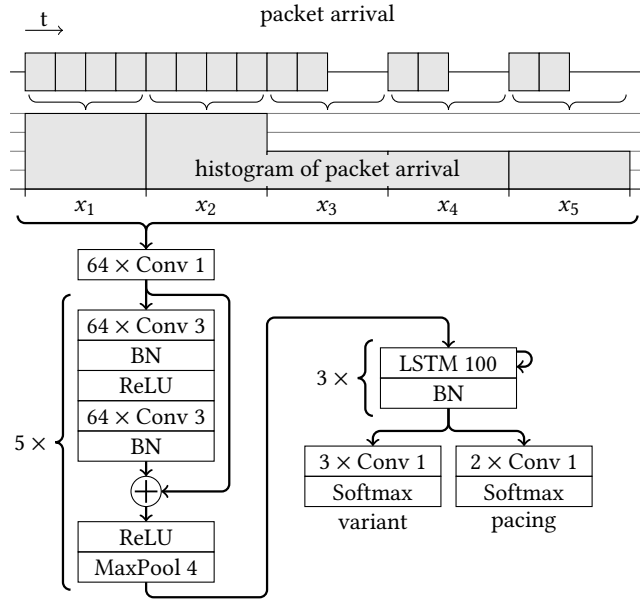 packet arrival
t
histogram of packet arrival
x₁ x₂ x₃ x₄ x₅
64 × Conv 1
5 ×
64 × Conv 3
BN
ReLU
64 × Conv 3
BN
+
ReLU
MaxPool 4
3 ×
LSTM 100
BN
3 × Conv 1
Softmax
variant
2 × Conv 1
Softmax
pacing